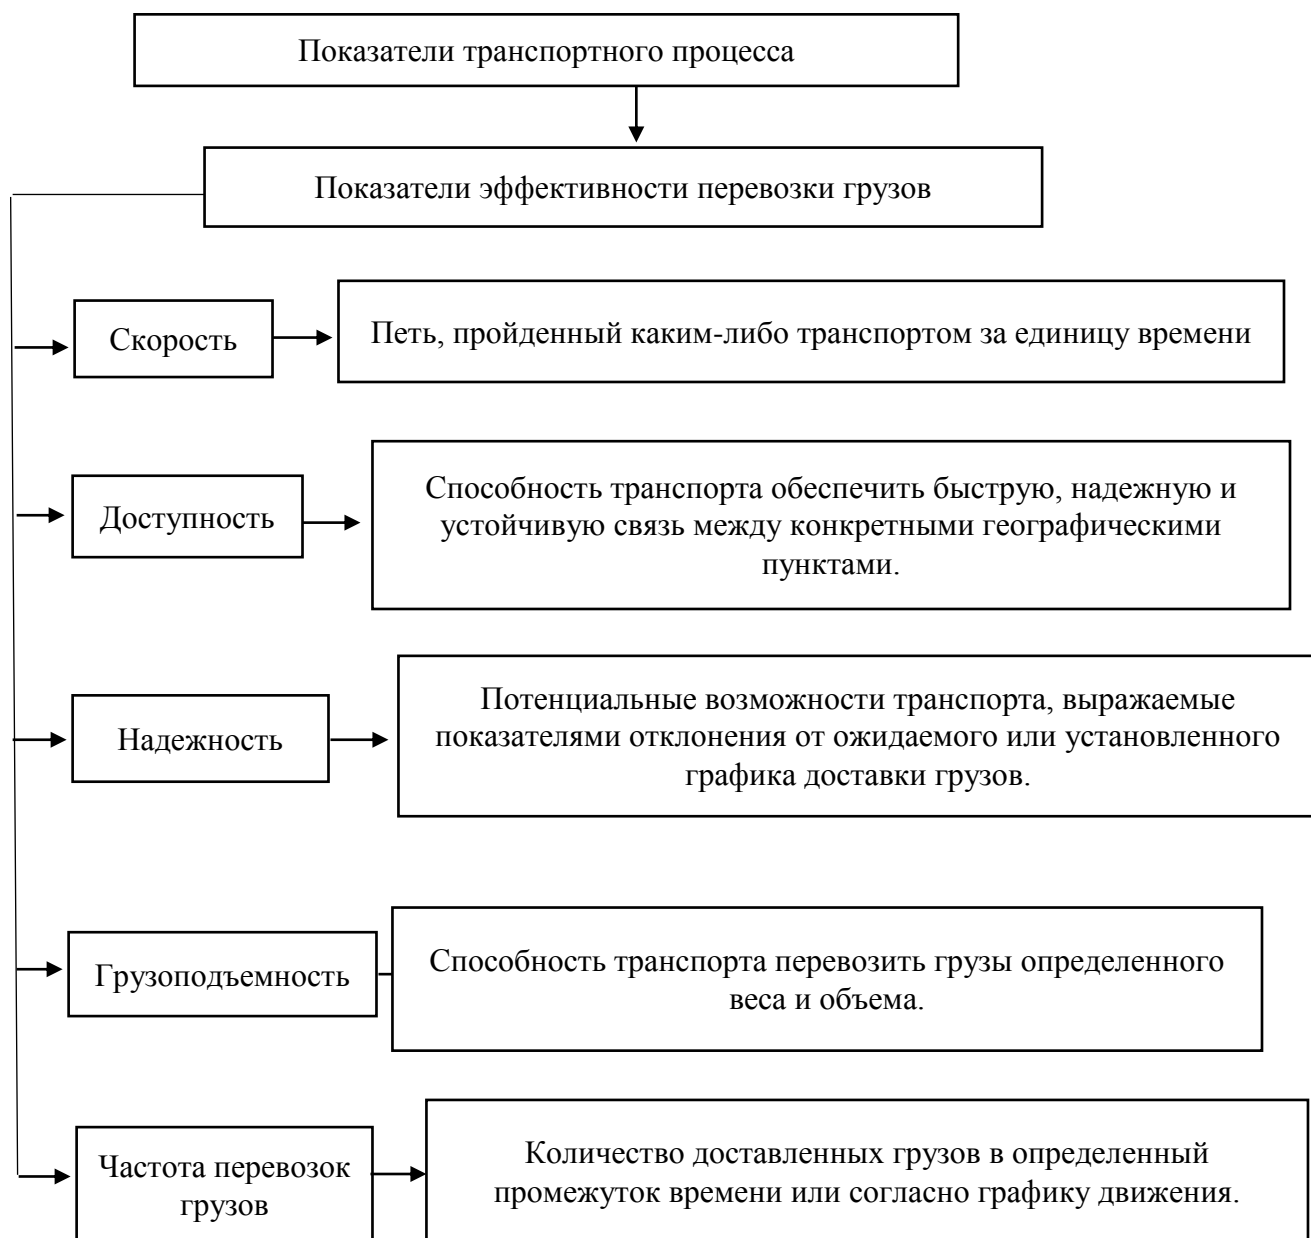 Показатели транспортного процесса
Показатели эффективности перевозки грузов
Скорость
Петь, пройденный каким-либо транспортом за единицу времени
Доступность
Способность транспорта обеспечить быструю, надежную и
устойчивую связь между конкретными географическими
пунктами.
Надежность
Потенциальные возможности транспорта, выражаемые
показателями отклонения от ожидаемого или установленного
графика доставки грузов.
Грузоподъемность
Способность транспорта перевозить грузы определенного
веса и объема.
Частота перевозок
грузов
Количество доставленных грузов в определенный
промежуток времени или согласно графику движения.